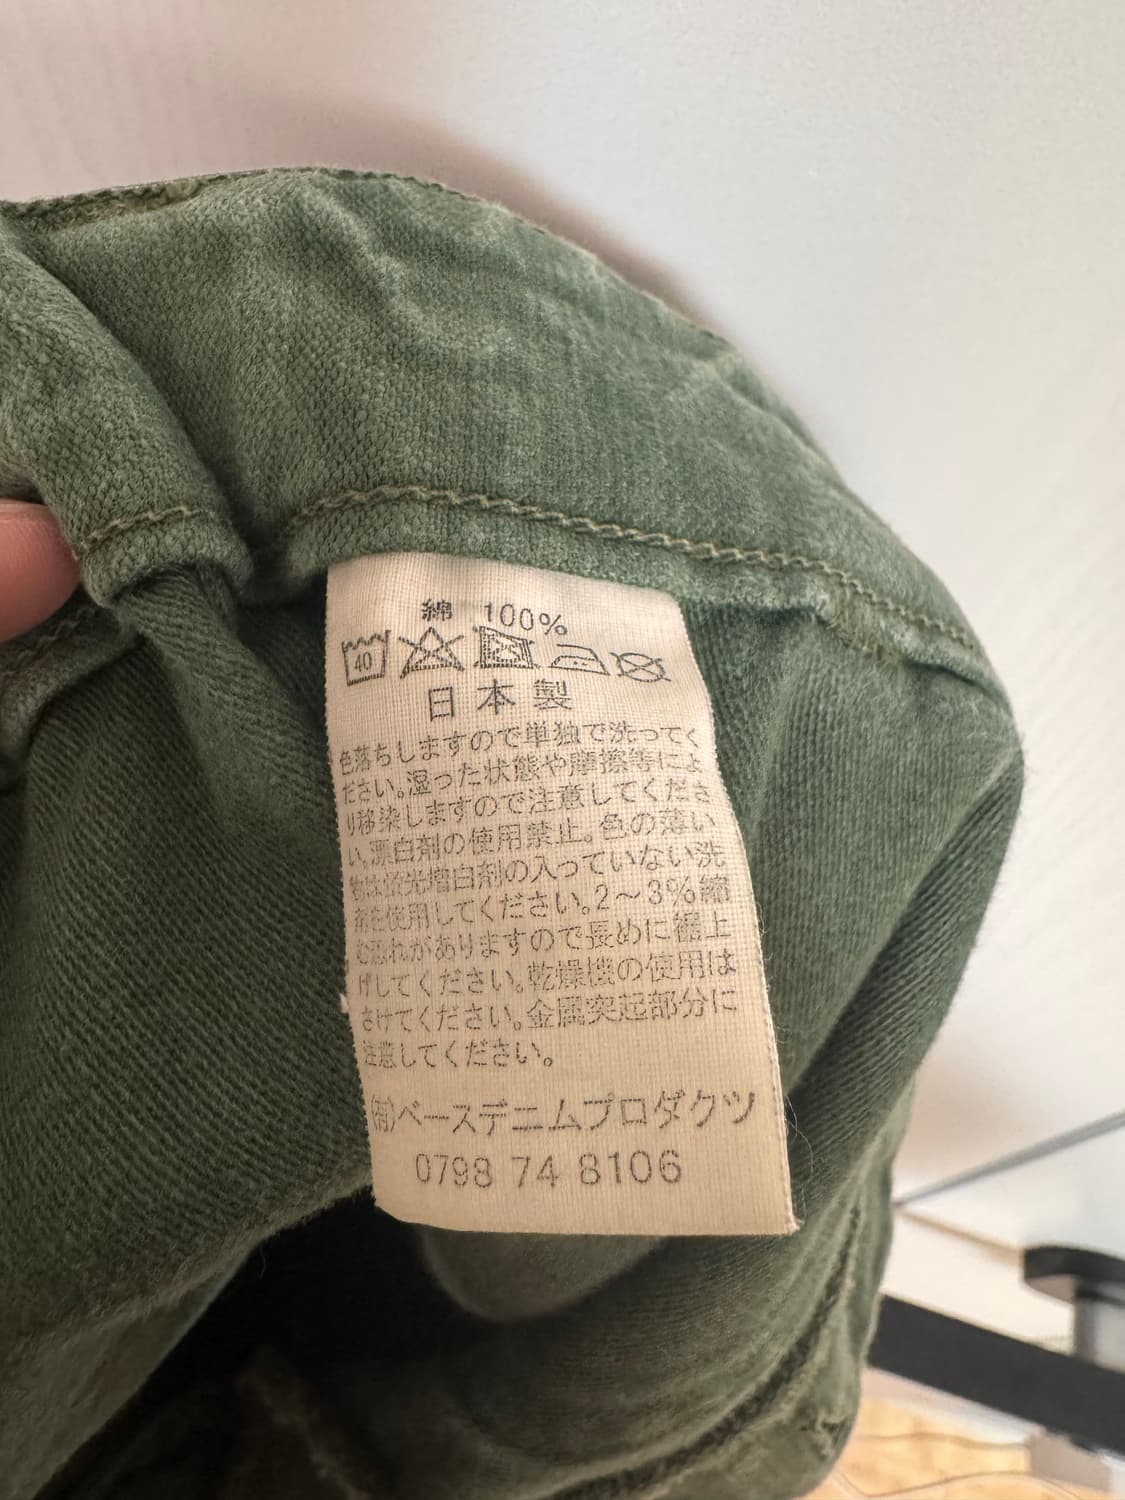 綿 100%
40
日本製
色落ちしますので単独で洗ってく
ださい。湿った状態や摩擦等によ
り移染しますので注意してくださ
い。漂白剤の使用禁止。色の薄い
物は蛍光増白剤の入っていない洗
剤を使用してください。2～3%縮
む恐れがありますので長めに裾上
げしてください。乾燥機の使用は
さけてください。金属突起部分に
注意してください。
(有)ベースデニムプロダクツ
0798 74 8106